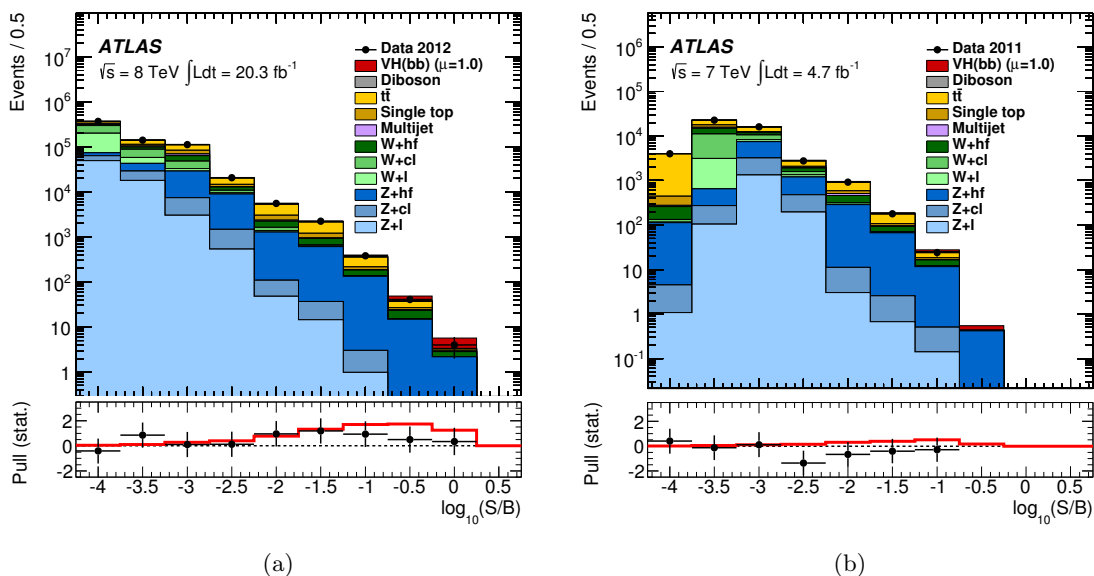 Events / 0.5
10⁷
10⁶
10⁵
10⁴
10³
10²
10
1
ATLAS
√s = 8 TeV ∫Ldt = 20.3 fb⁻¹
Data 2012
VH(bb) (μ=1.0)
Diboson
tt̄
Single top
Multijet
W+hf
W+cl
W+l
Z+hf
Z+cl
Z+l
Pull (stat.)
2
0
-2
-4 -3.5 -3 -2.5 -2 -1.5 -1 -0.5 0 0.5
log₁₀(S/B)
(a)
Events / 0.5
10⁶
10⁵
10⁴
10³
10²
10
1
10⁻¹
ATLAS
√s = 7 TeV ∫Ldt = 4.7 fb⁻¹
Data 2011
VH(bb) (μ=1.0)
Diboson
tt̄
Single top
Multijet
W+hf
W+cl
W+l
Z+hf
Z+cl
Z+l
Pull (stat.)
2
0
-2
-4 -3.5 -3 -2.5 -2 -1.5 -1 -0.5 0 0.5
log₁₀(S/B)
(b)